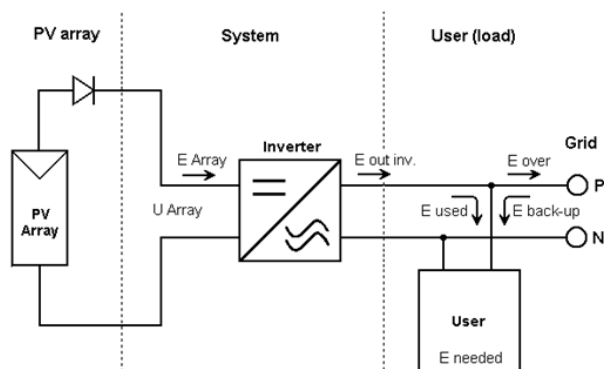 PV array
System
User (load)
Inverter
Grid
E Array
E out inv.
E over
P
PV
Array
U Array
E used
E back-up
N
User
E needed